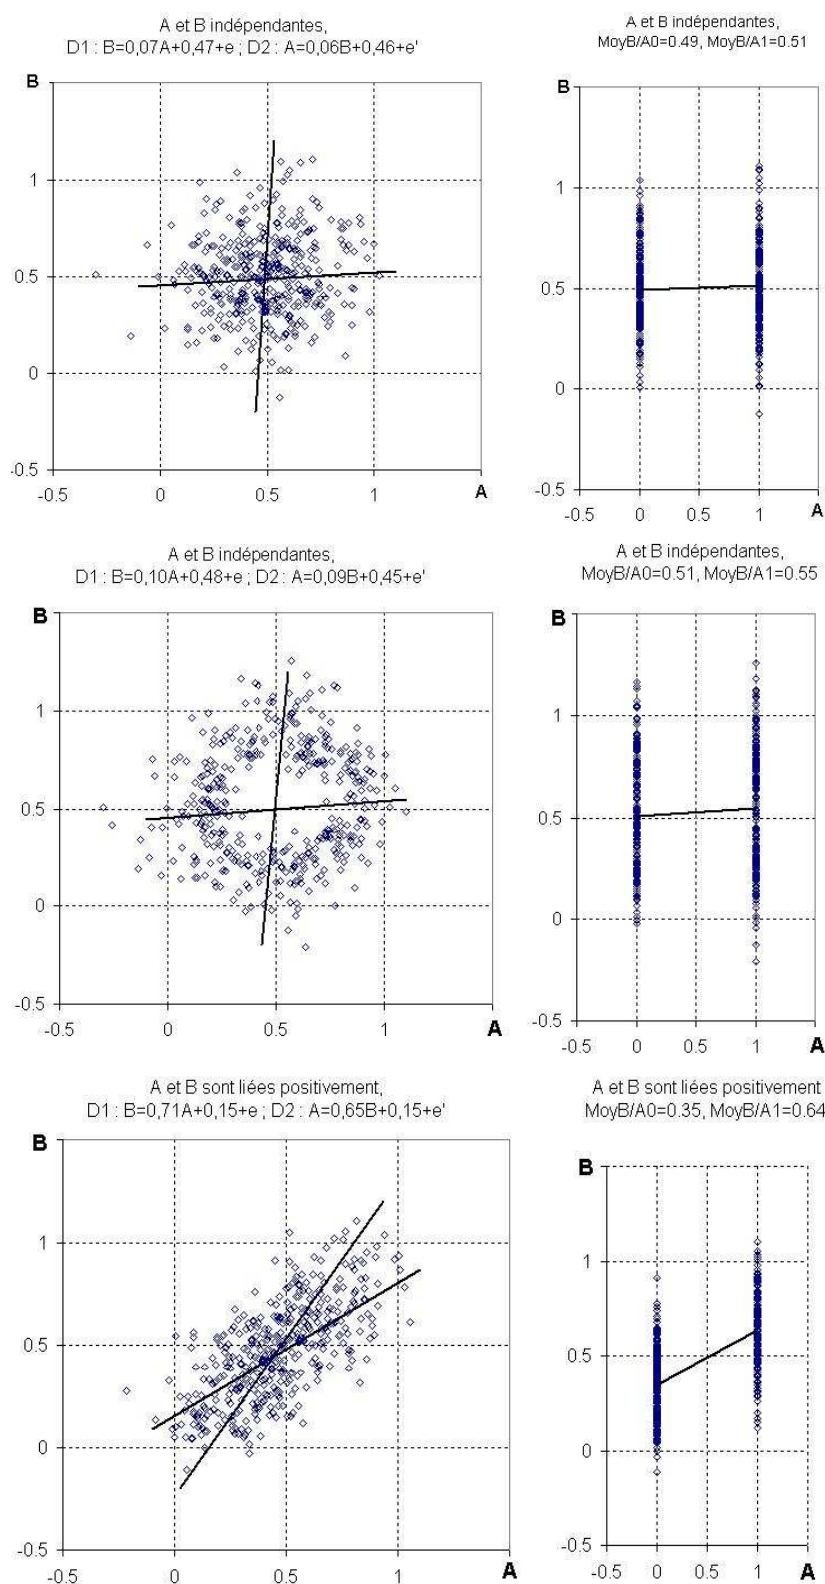 A et B indépendantes,
D1 : B=0,07A+0,47+e ; D2 : A=0,06B+0,46+e'
B
1
0.5
0
-0.5
-0.5 0 0.5 1 A
A et B indépendantes,
MoyB/A0=0.49, MoyB/A1=0.51
B
1
0.5
0
-0.5
-0.5 0 0.5 1 A
A et B indépendantes,
D1 : B=0,10A+0,48+e ; D2 : A=0,09B+0,45+e'
B
1
0.5
0
-0.5
-0.5 0 0.5 1 A
A et B indépendantes,
MoyB/A0=0.51, MoyB/A1=0.55
B
1
0.5
0
-0.5
-0.5 0 0.5 1 A
A et B sont liées positivement,
D1 : B=0,71A+0,15+e ; D2 : A=0,65B+0,15+e'
B
1
0.5
0
-0.5
-0.5 0 0.5 1 A
A et B sont liées positivement
MoyB/A0=0.35, MoyB/A1=0.64
B
1
0.5
0
-0.5
-0.5 0 0.5 1 A